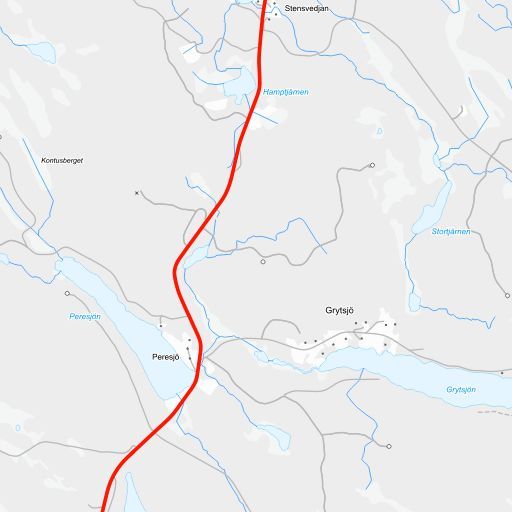 Stensvedjan
Hamptjärnen
Kontusberget
Stortjärnen
Peresjön
Grytsjö
Peresjö
Grytsjön